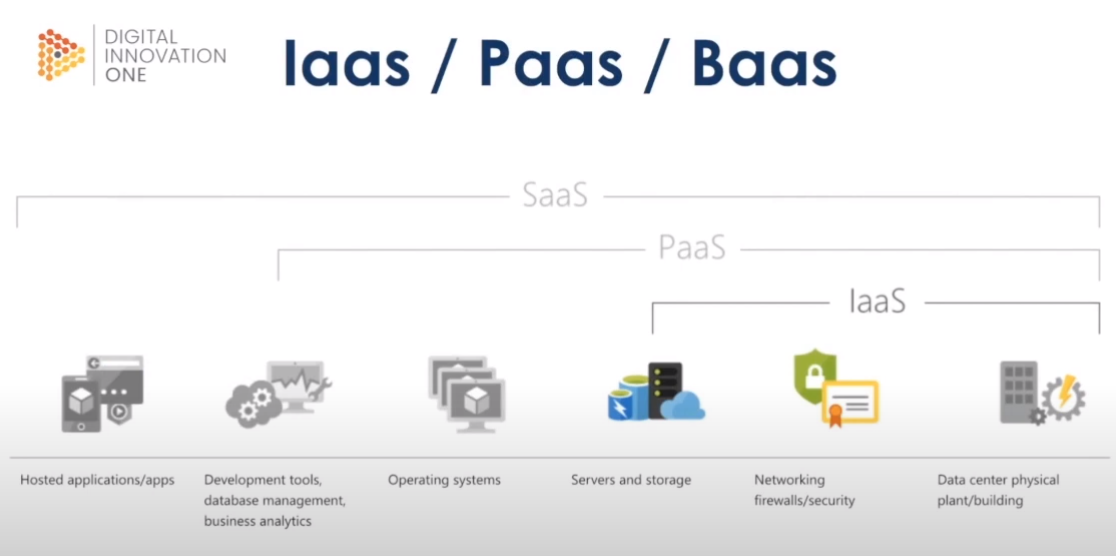 DIGITAL
INNOVATION
ONE
Iaas / Paas / Baas
SaaS
PaaS
IaaS
Hosted applications/apps
Development tools,
database management,
business analytics
Operating systems
Servers and storage
Networking
firewalls/security
Data center physical
plant/building